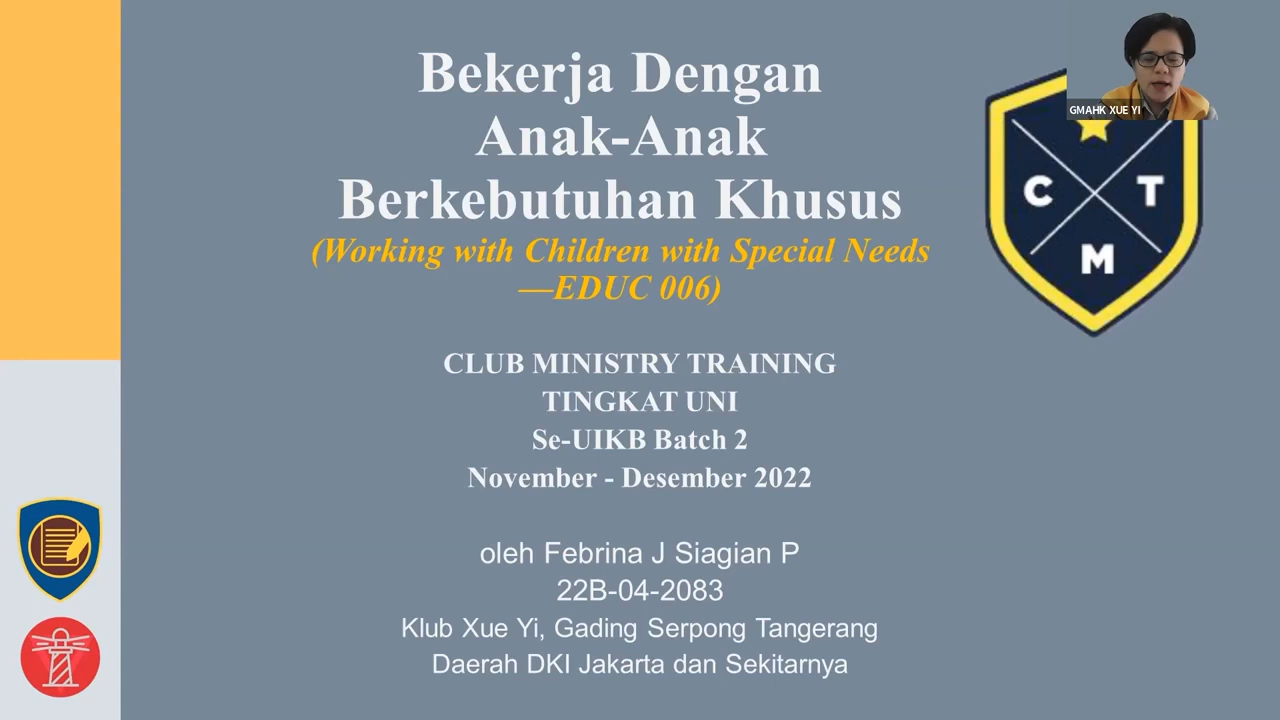 Bekerja Dengan
Anak-Anak
Berkebutuhan Khusus
(Working with Children with Special Needs
—EDUC 006)
GMAHK XUE YI
C T
M
CLUB MINISTRY TRAINING
TINGKAT UNI
Se-UIKB Batch 2
November - Desember 2022
oleh Febrina J Siagian P
22B-04-2083
Klub Xue Yi, Gading Serpong Tangerang
Daerah DKI Jakarta dan Sekitarnya